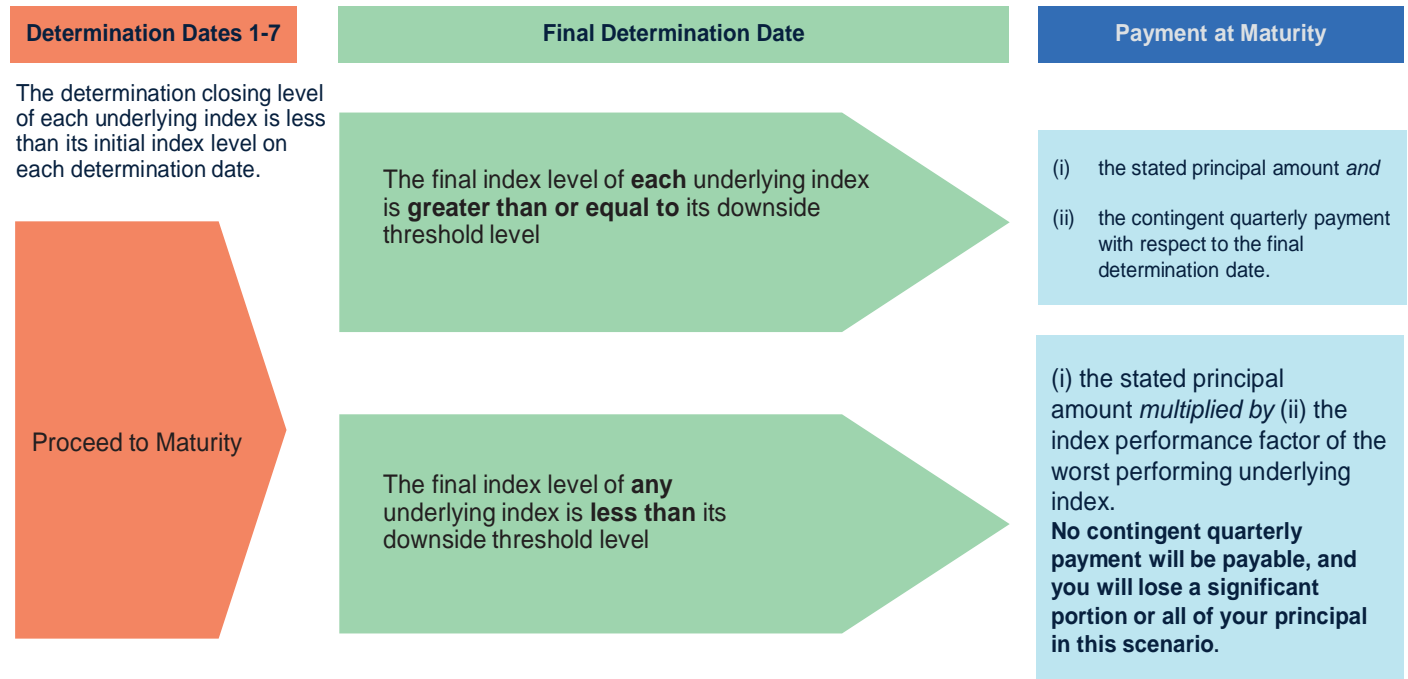 Determination Dates 1-7
Final Determination Date
Payment at Maturity
The determination closing level
of each underlying index is less
than its initial index level on
each determination date.
Proceed to Maturity
The final index level of each underlying index
is greater than or equal to its downside
threshold level
(i) the stated principal amount and
(ii) the contingent quarterly payment
with respect to the final
determination date.
The final index level of any
underlying index is less than its
downside threshold level
(i) the stated principal
amount multiplied by (ii) the
index performance factor of the
worst performing underlying
index.
No contingent quarterly
payment will be payable, and
you will lose a significant
portion or all of your principal
in this scenario.